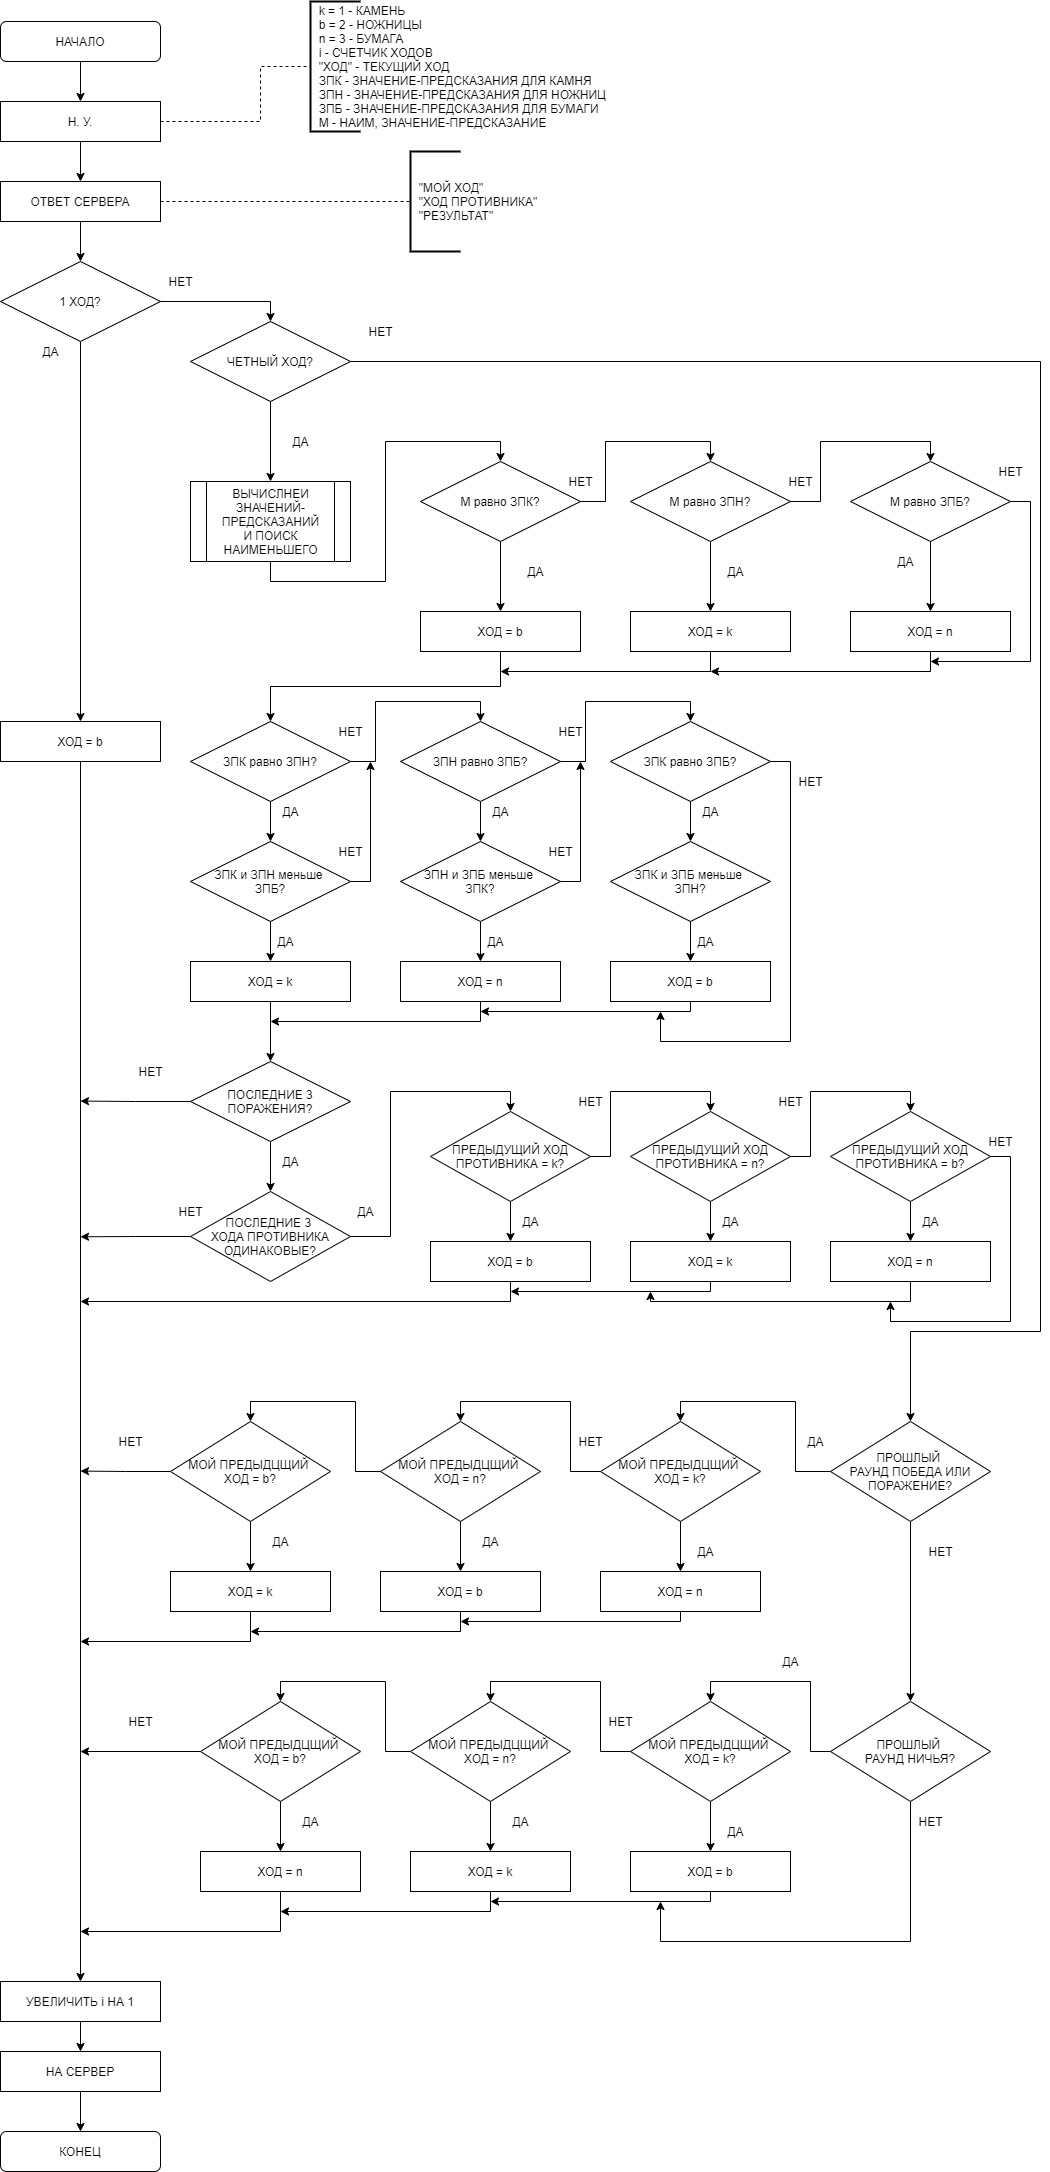 НАЧАЛО
k = 1 - КАМЕНЬ
b = 2 - НОЖНИЦЫ
n = 3 - БУМАГА
i - СЧЕТЧИК ХОДОВ
"ХОД" - ТЕКУЩИЙ ХОД
ЗПК - ЗНАЧЕНИЕ-ПРЕДСКАЗАНИЯ ДЛЯ КАМНЯ
ЗПН - ЗНАЧЕНИЕ-ПРЕДСКАЗАНИЯ ДЛЯ НОЖНИЦ
ЗПБ - ЗНАЧЕНИЕ-ПРЕДСКАЗАНИЯ ДЛЯ БУМАГИ
М - НАИМ, ЗНАЧЕНИЕ-ПРЕДСКАЗАНИЕ
Н. У.
ОТВЕТ СЕРВЕРА
"МОЙ ХОД"
"ХОД ПРОТИВНИКА"
"РЕЗУЛЬТАТ"
1 ХОД?
НЕТ
ДА
ЧЕТНЫЙ ХОД?
НЕТ
ДА
ВЫЧИСЛНЕИ
ЗНАЧЕНИЙ-
ПРЕДСКАЗАНИЙ
И ПОИСК
НАИМЕНЬШЕГО
М равно ЗПК?
НЕТ
М равно ЗПН?
НЕТ
М равно ЗПБ?
НЕТ
ДА
ДА
ДА
ХОД = b
ХОД = k
ХОД = n
ХОД = b
ЗПК равно ЗПН?
НЕТ
ЗПН равно ЗПБ?
НЕТ
ЗПК равно ЗПБ?
НЕТ
ДА
ДА
ДА
ЗПК и ЗПН меньше
ЗПБ?
НЕТ
ЗПН и ЗПБ меньше
ЗПК?
НЕТ
ЗПК и ЗПБ меньше
ЗПН?
ДА
ДА
ДА
ХОД = k
ХОД = n
ХОД = b
НЕТ
ПОСЛЕДНИЕ 3
ПОРАЖЕНИЯ?
ДА
НЕТ
ПОСЛЕДНИЕ 3
ХОДА ПРОТИВНИКА
ОДИНАКОВЫЕ?
ДА
ПРЕДЫДУЩИЙ ХОД
ПРОТИВНИКА = k?
НЕТ
ПРЕДЫДУЩИЙ ХОД
ПРОТИВНИКА = n?
НЕТ
ПРЕДЫДУЩИЙ ХОД
ПРОТИВНИКА = b?
НЕТ
ДА
ДА
ДА
ХОД = b
ХОД = k
ХОД = n
НЕТ
МОЙ ПРЕДЫДЦЩИЙ
ХОД = b?
МОЙ ПРЕДЫДЦЩИЙ
ХОД = n?
НЕТ
МОЙ ПРЕДЫДЦЩИЙ
ХОД = k?
ДА
ПРОШЛЫЙ
РАУНД ПОБЕДА ИЛИ
ПОРАЖЕНИЕ?
ДА
ДА
ДА
НЕТ
ХОД = k
ХОД = b
ХОД = n
ДА
НЕТ
МОЙ ПРЕДЫДЦЩИЙ
ХОД = b?
МОЙ ПРЕДЫДЦЩИЙ
ХОД = n?
НЕТ
МОЙ ПРЕДЫДЦЩИЙ
ХОД = k?
ПРОШЛЫЙ
РАУНД НИЧЬЯ?
ДА
ДА
ДА
НЕТ
ХОД = n
ХОД = k
ХОД = b
УВЕЛИЧИТЬ i НА 1
НА СЕРВЕР
КОНЕЦ